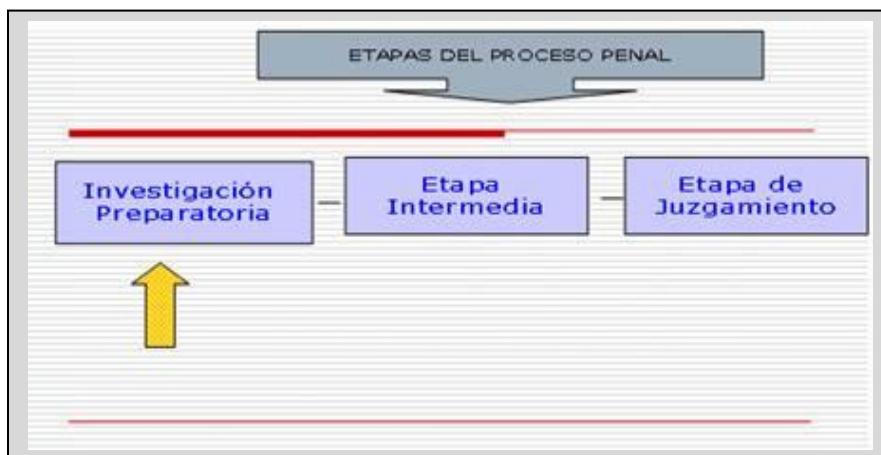 ETAPAS DEL PROCESO PENAL
Investigación
Preparatoria
Etapa
Intermedia
Etapa de
Juzgamiento